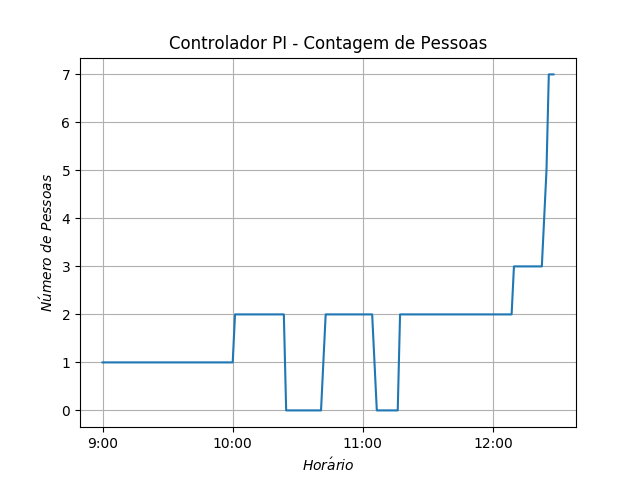 Controlador PI - Contagem de Pessoas
Número de Pessoas
7
6
5
4
3
2
1
0
9:00 10:00 11:00 12:00
Horário